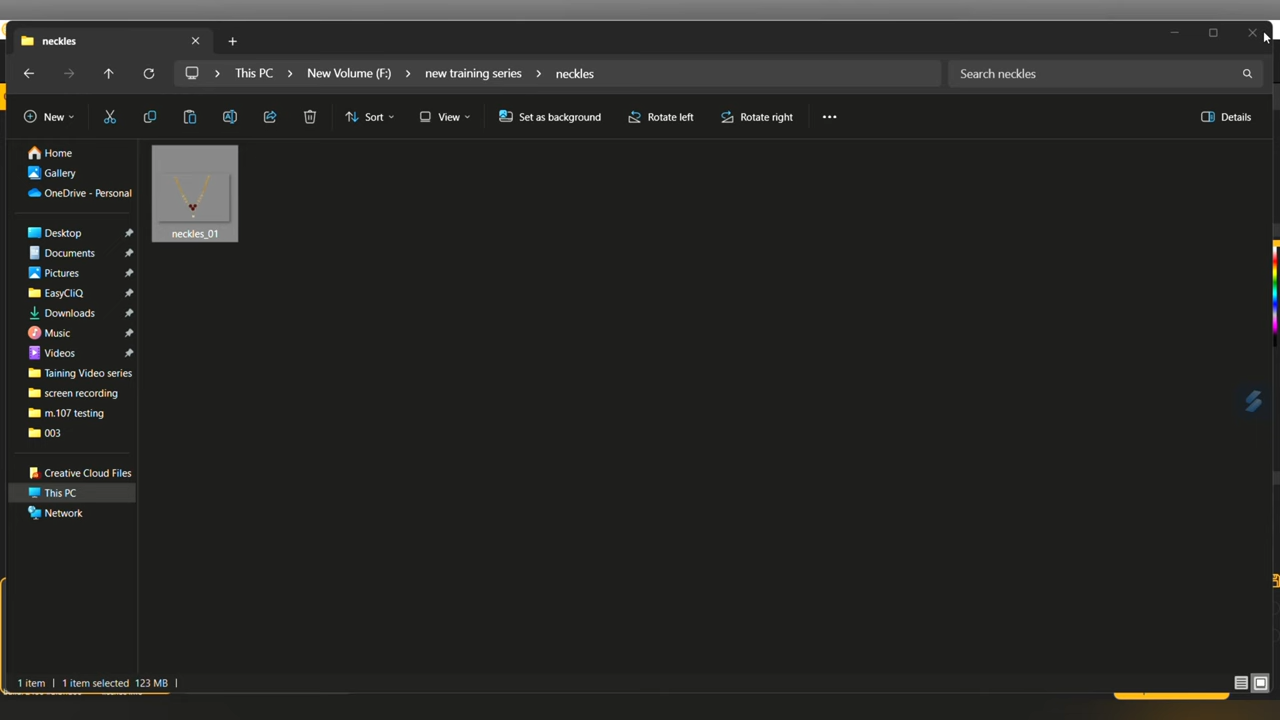 neckles
This PC New Volume (F:) new training series neckles Search neckles
New Sort View Set as background Rotate left Rotate right Details
Home
Gallery
OneDrive - Personal
Desktop
Documents
Pictures
EasyCliQ
Downloads
Music
Videos
Taining Video series
screen recording
m.107 testing
003
Creative Cloud Files
This PC
Network
neckles_01
1 item 1 item selected 123 MB